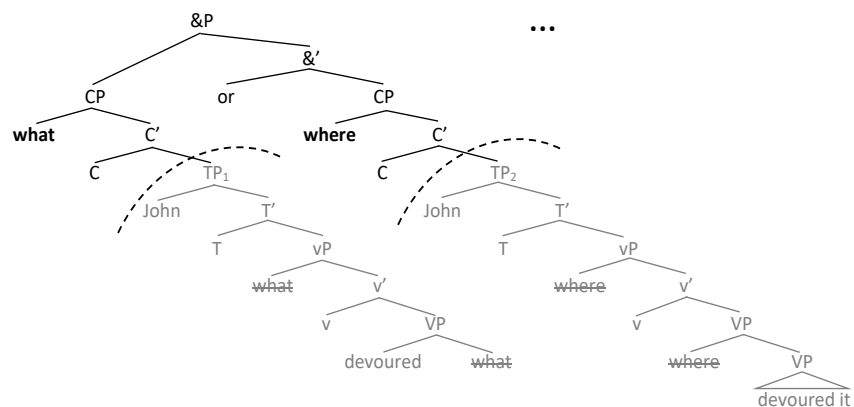 &P
...
&’
CP or CP
what C’ where C’
C TP1 C TP2
John T’ John T’
T vP T vP
what v’ where v’
v VP v VP
devoured what where VP
devoured it